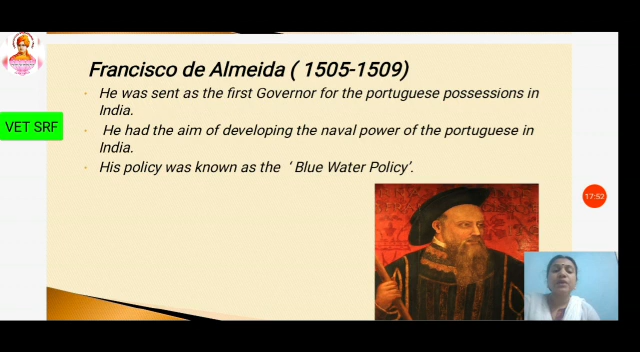 Francisco de Almeida ( 1505-1509)
He was sent as the first Governor for the portuguese possessions in
India.
He had the aim of developing the naval power of the portuguese in
India.
VET SRF
His policy was known as the ‘ Blue Water Policy’.
17:52